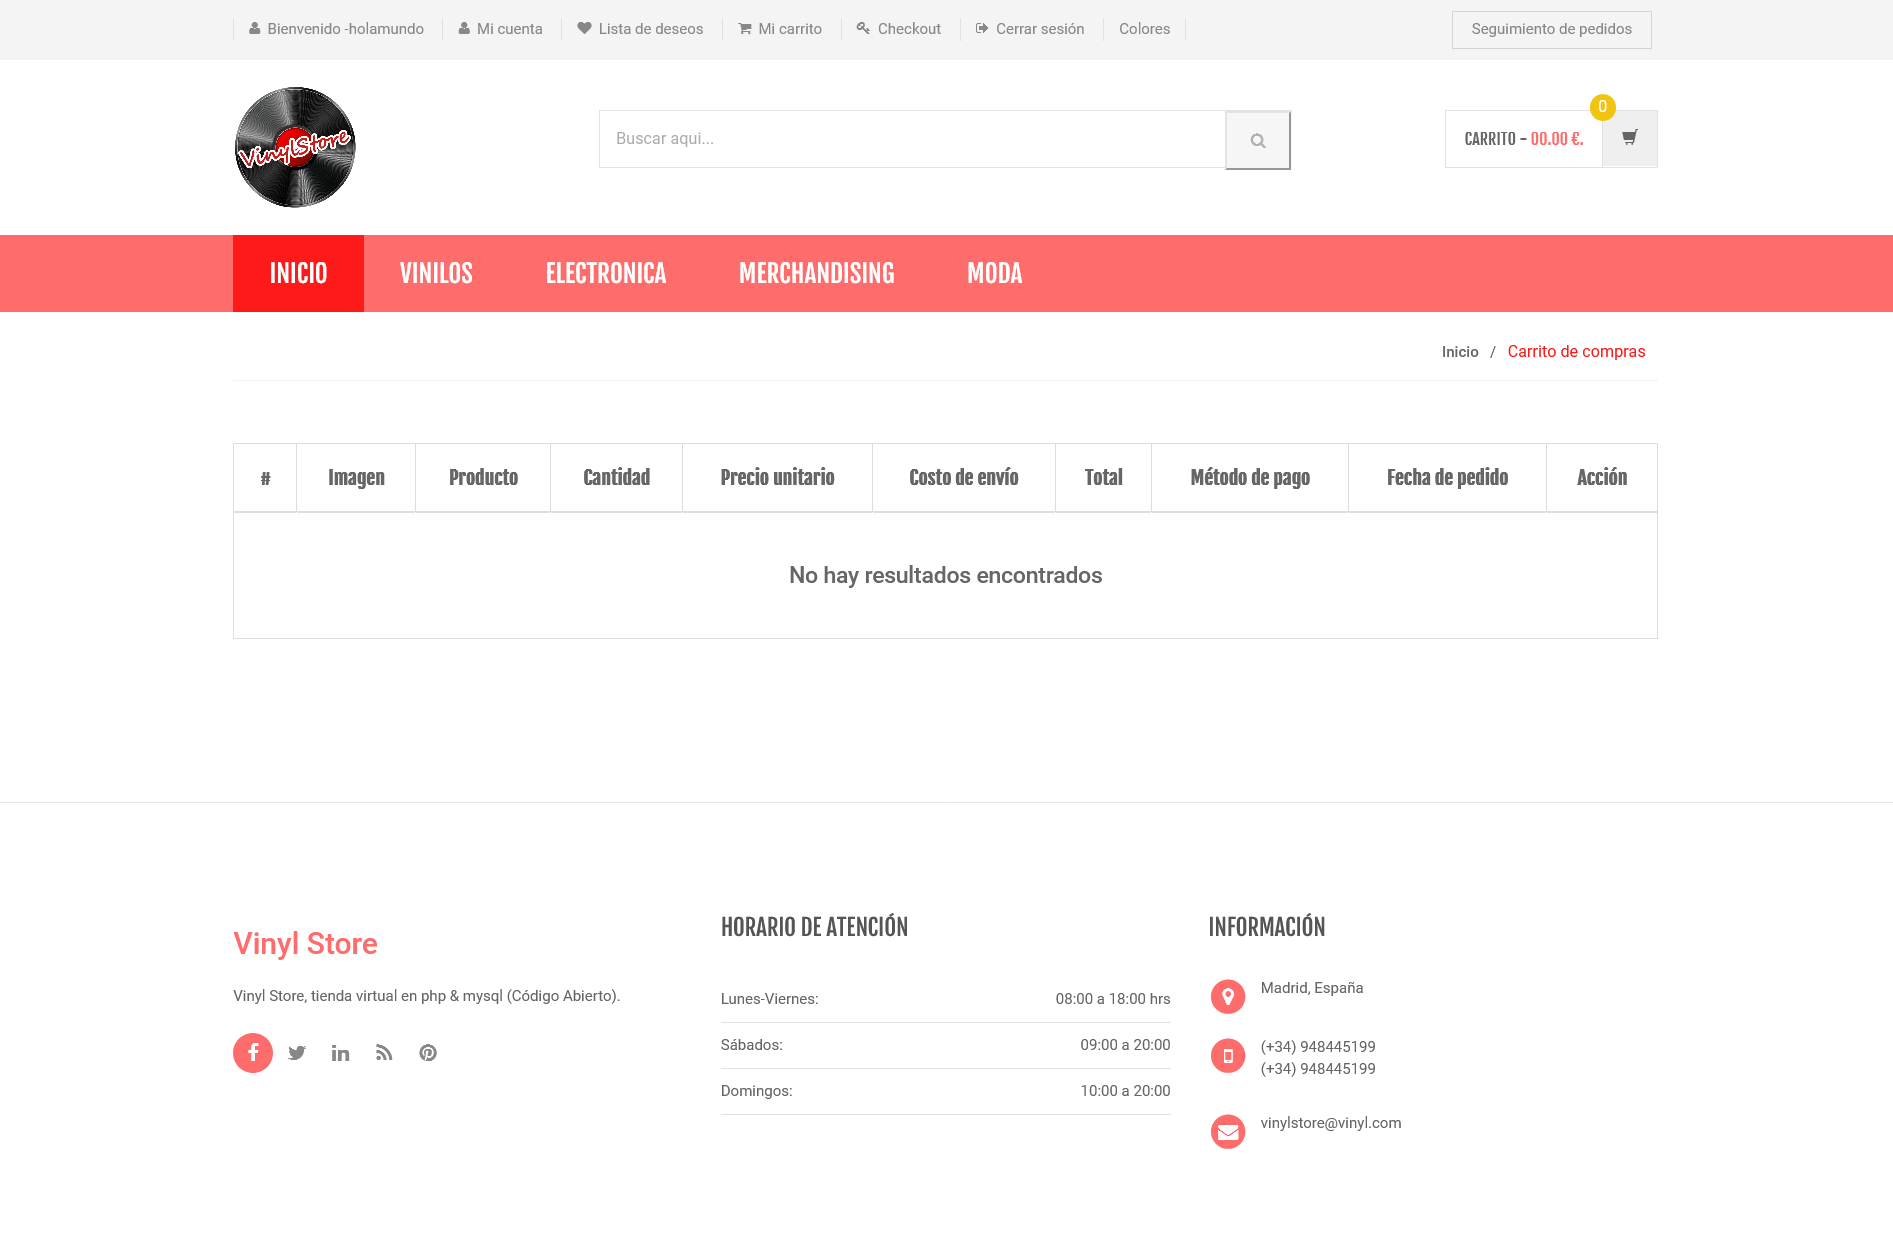 Bienvenido -holamundo Mi cuenta Lista de deseos Mi carrito Checkout Cerrar sesión Colores Seguimiento de pedidos
VinylStore
Buscar aqui...
CARRITO - 00.00 €.
0
INICIO VINILOS ELECTRONICA MERCHANDISING MODA
Inicio / Carrito de compras
# Imagen Producto Cantidad Precio unitario Costo de envío Total Método de pago Fecha de pedido Acción
No hay resultados encontrados
Vinyl Store
Vinyl Store, tienda virtual en php & mysql (Código Abierto).
HORARIO DE ATENCIÓN
Lunes-Viernes: 08:00 a 18:00 hrs
Sábados: 09:00 a 20:00
Domingos: 10:00 a 20:00
INFORMACIÓN
Madrid, España
(+34) 948445199
(+34) 948445199
vinylstore@vinyl.com